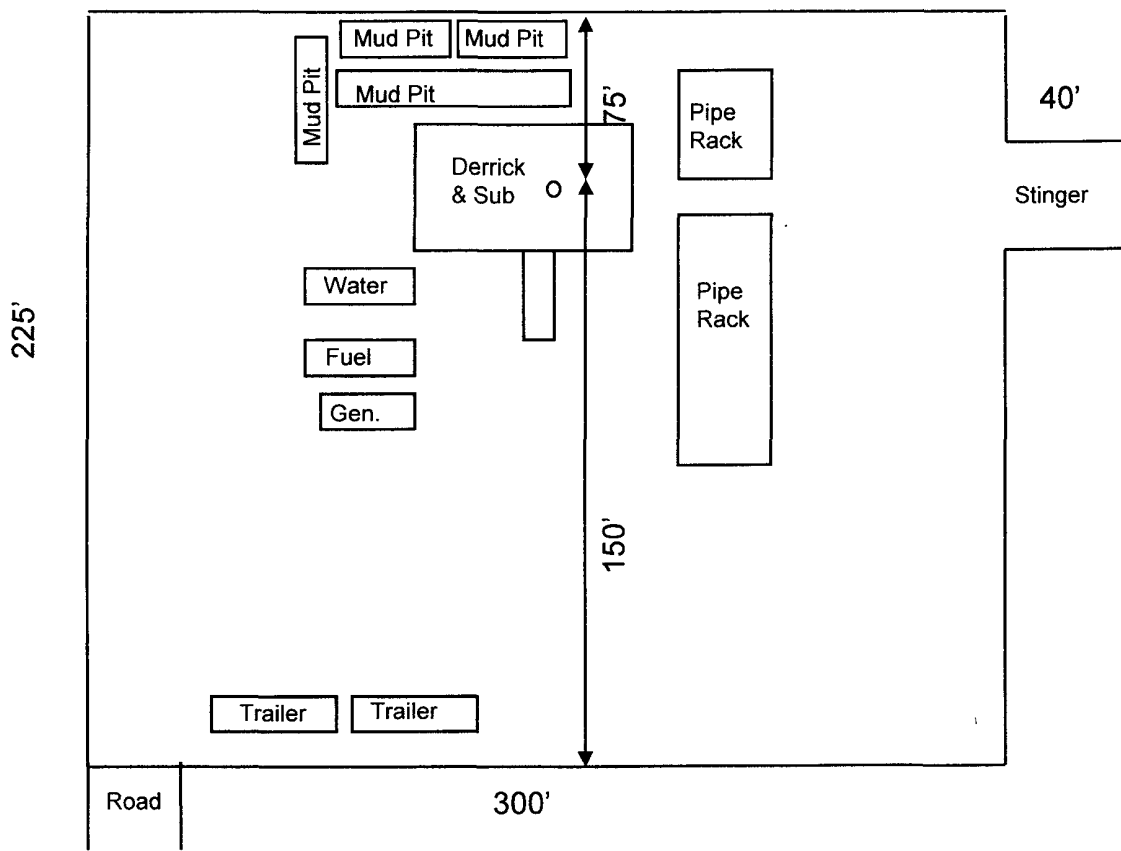 Mud Pit
Mud Pit
Mud Pit
Mud Pit
75'
Pipe
Rack
40'
Derrick
& Sub
Stinger
Water
Pipe
Rack
225'
Fuel
Gen.
150'
Trailer
Trailer
Road
300'